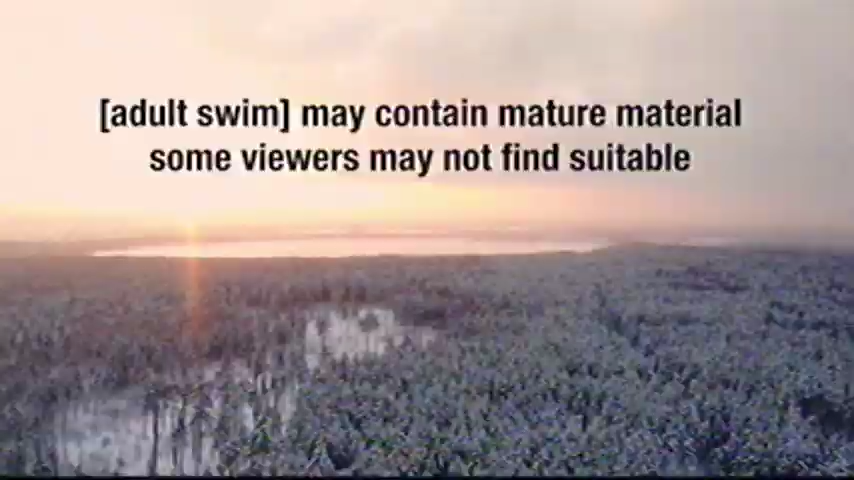 [adult swim] may contain mature material
some viewers may not find suitable